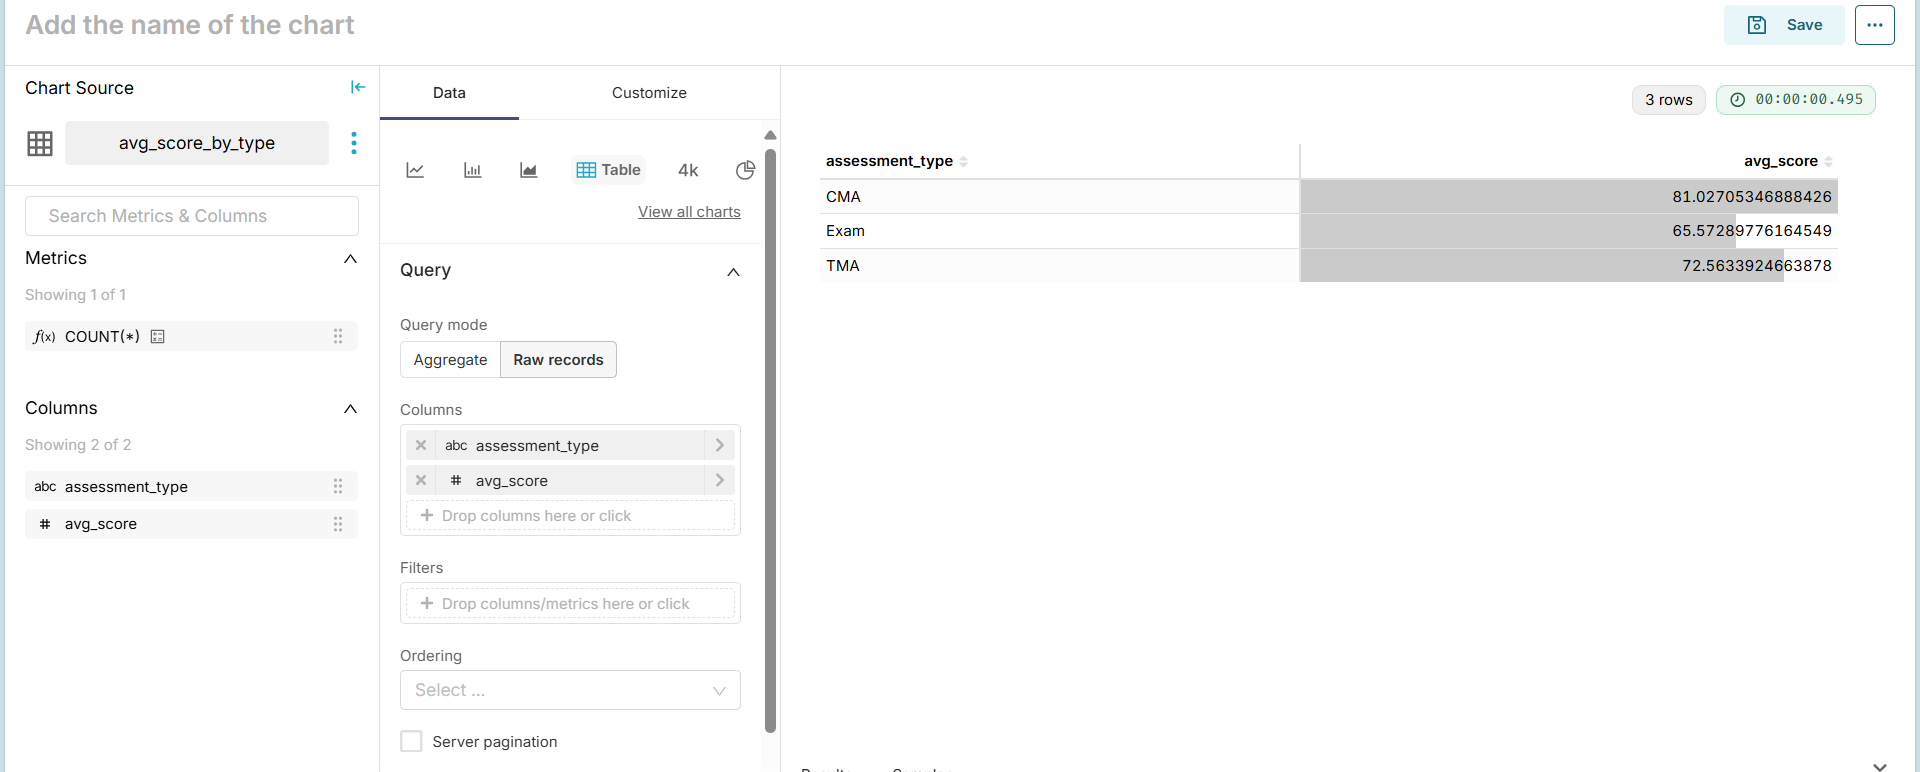 Add the name of the chart
Save
Chart Source
avg_score_by_type
Search Metrics & Columns
Metrics
Showing 1 of 1
f(x) COUNT(*)
Columns
Showing 2 of 2
abc assessment_type
# avg_score
Data
Customize
Table
4k
View all charts
Query
Query mode
Aggregate
Raw records
Columns
abc assessment_type
# avg_score
+ Drop columns here or click
Filters
+ Drop columns/metrics here or click
Ordering
Select ...
Server pagination
3 rows
00:00:00.495
assessment_type avg_score
CMA 81.02705346888426
Exam 65.57289776164549
TMA 72.5633924663878